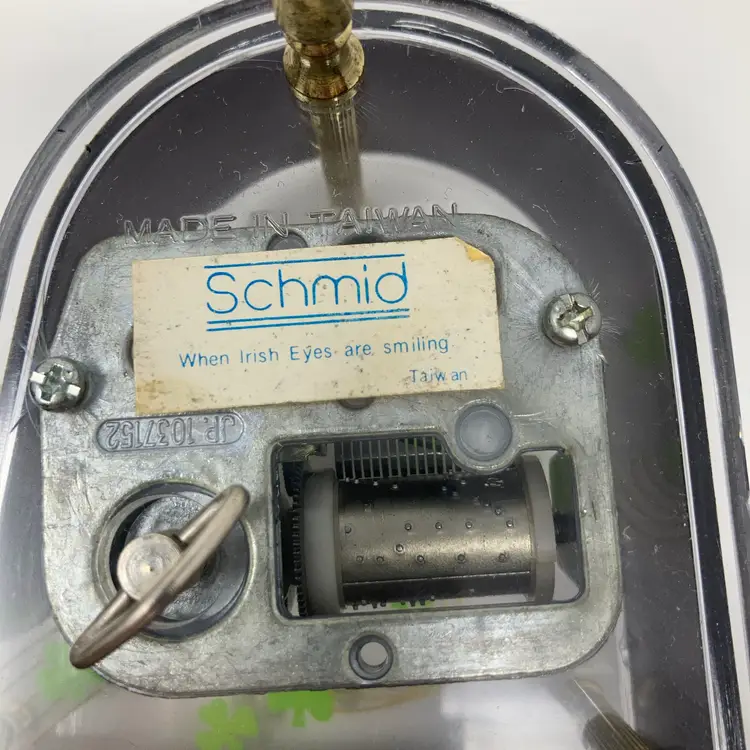 MADE IN TAIWAN
Schmid
When Irish Eyes are smiling
Taiwan
JP. 1037152